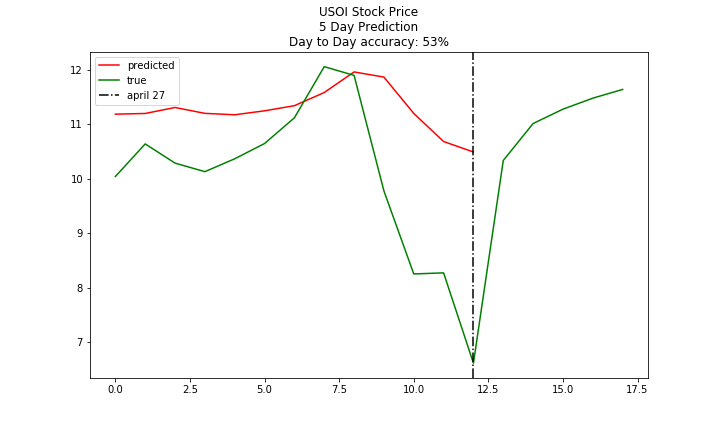 USOI Stock Price
5 Day Prediction
Day to Day accuracy: 53%
predicted
true
april 27
12
11
10
9
8
7
0.0 2.5 5.0 7.5 10.0 12.5 15.0 17.5